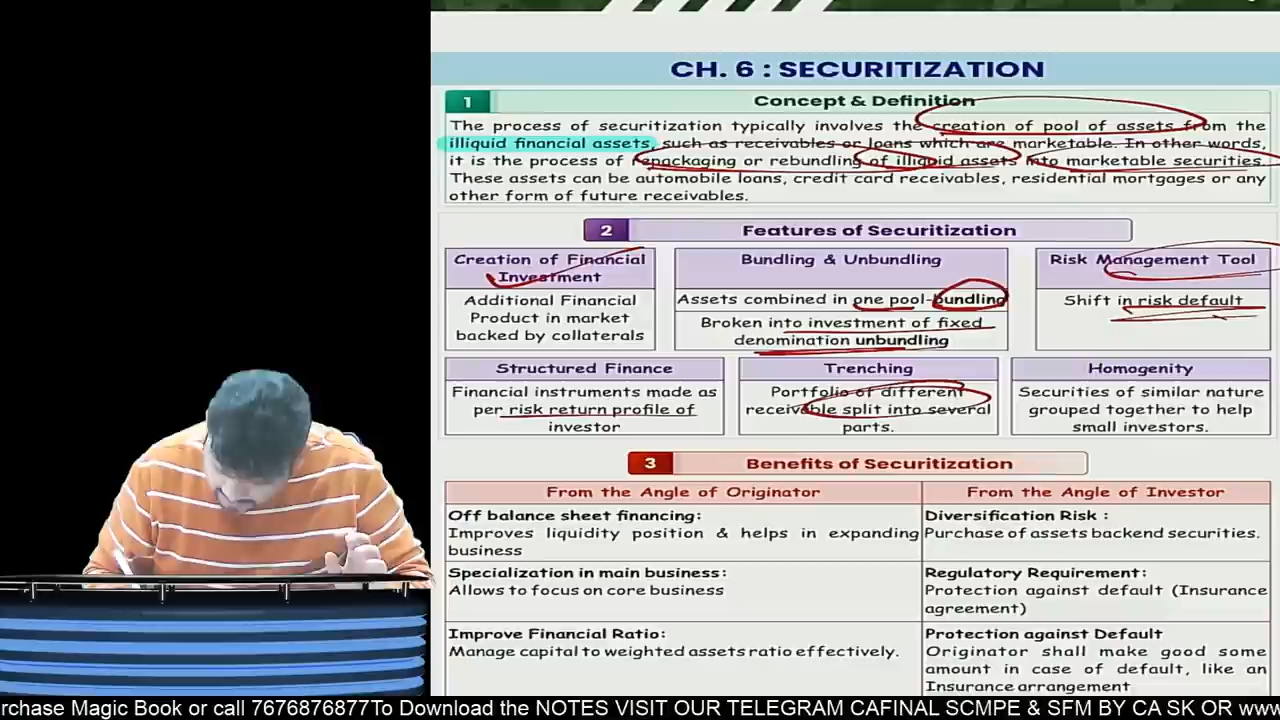 CH. 6 : SECURITIZATION
1
Concept & Definition
The process of securitization typically involves the creation of pool of assets from the
illiquid financial assets, such as receivables or loans which are marketable. In other words,
it is the process of repackaging or rebundling of illiquid assets into marketable securities.
These assets can be automobile loans, credit card receivables, residential mortgages or any
other form of future receivables.
2
Features of Securitization
Creation of Financial
Investment
Additional Financial
Product in market
backed by collaterals
Bundling & Unbundling
Assets combined in one pool-bundling
Broken into investment of fixed
denomination unbundling
Risk Management Tool
Shift in risk default
Structured Finance
Financial instruments made as
per risk return profile of
investor
Trenching
Portfolio of different
receivable split into several
parts.
Homogenity
Securities of similar nature
grouped together to help
small investors.
3
Benefits of Securitization
From the Angle of Originator
From the Angle of Investor
Off balance sheet financing:
Improves liquidity position & helps in expanding
business
Diversification Risk :
Purchase of assets backend securities.
Specialization in main business:
Allows to focus on core business
Regulatory Requirement:
Protection against default (Insurance
agreement)
Improve Financial Ratio:
Manage capital to weighted assets ratio effectively.
Protection against Default
Originator shall make good some
amount in case of default, like an
Insurance arrangement
rchase Magic Book or call 7676876877To Download the NOTES VISIT OUR TELEGRAM CAFINAL SCMPE & SFM BY CA SK OR www